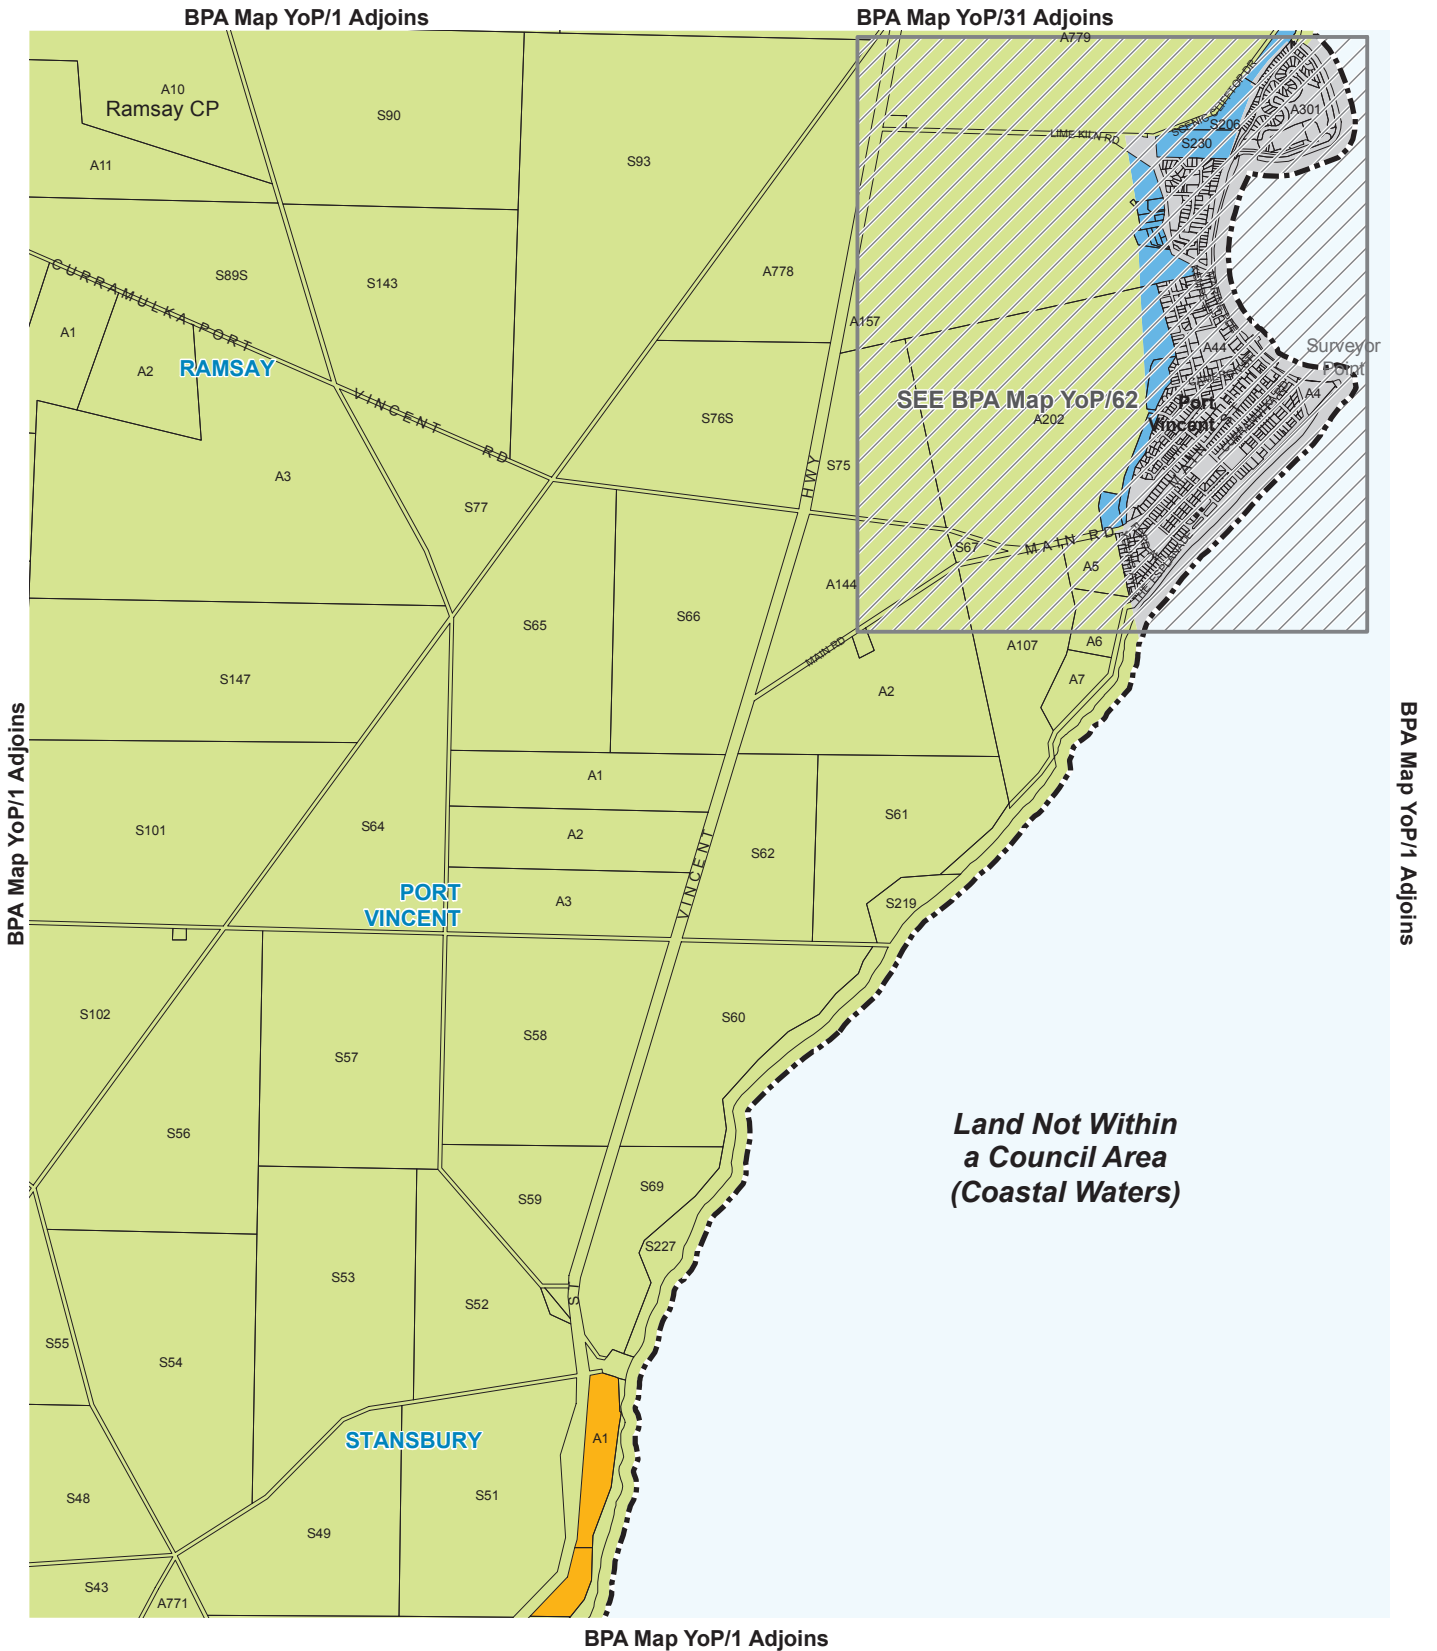 BPA Map YoP/1 Adjoins
BPA Map YoP/31 Adjoins
A779
A10
Ramsay CP
S90
A301
SCENIC CLIFFTOP DR
S206
LIME KILN RD
S230
A11
S93
S89S
S143
A778
CURRAMULKA PORT VINCENT RD
A157
A1
A2
RAMSAY
A44
Surveyor
Point
SEE BPA Map YoP/62
A4
Port
Vincent
A202
S76S
HWY
S75
A3
S77
S67
MAIN RD
A5
A144
THE ESPLANADE
S65
S66
A107
A6
MAIN RD
S147
A2
A7
BPA Map YoP/1 Adjoins
BPA Map YoP/1 Adjoins
A1
S101
S64
A2
S61
S62
VINCENT
PORT
VINCENT
A3
S219
S102
S57
S58
S60
S56
Land Not Within
a Council Area
(Coastal Waters)
S59
S69
S227
S53
S52
ST
S55
S54
STANSBURY
A1
S48
S51
S49
S43
A771
BPA Map YoP/1 Adjoins